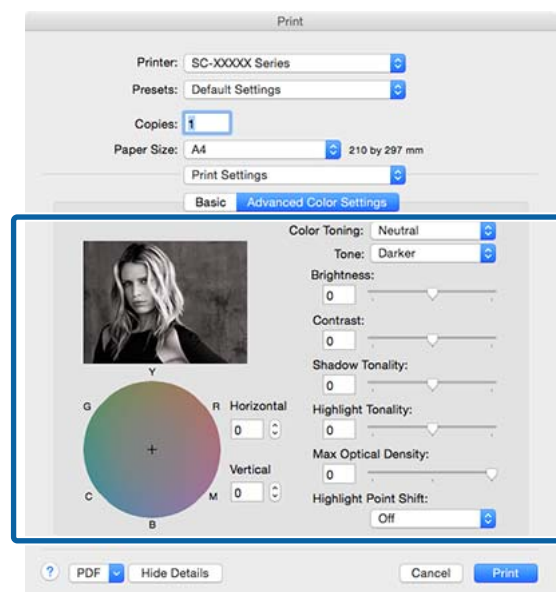 Print
Printer: SC-XXXXX Series
Presets: Default Settings
Copies: 1
Paper Size: A4 210 by 297 mm
Print Settings
Basic Advanced Color Settings
Color Toning: Neutral
Tone: Darker
Brightness:
0
Contrast:
0
Shadow Tonality:
0
Highlight Tonality:
0
Max Optical Density:
0
Highlight Point Shift:
Off
Y
G R
C M
B
Horizontal
0
Vertical
0
? PDF Hide Details Cancel Print